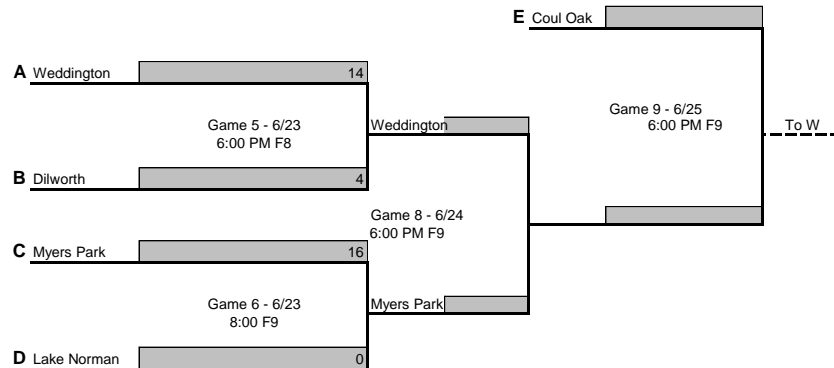 E Coul Oak
A Weddington 14
Game 9 - 6/25
6:00 PM F9
Game 5 - 6/23
6:00 PM F8
Weddington
To W
B Dilworth 4
Game 8 - 6/24
6:00 PM F9
C Myers Park 16
Game 6 - 6/23
8:00 F9
Myers Park
D Lake Norman 0